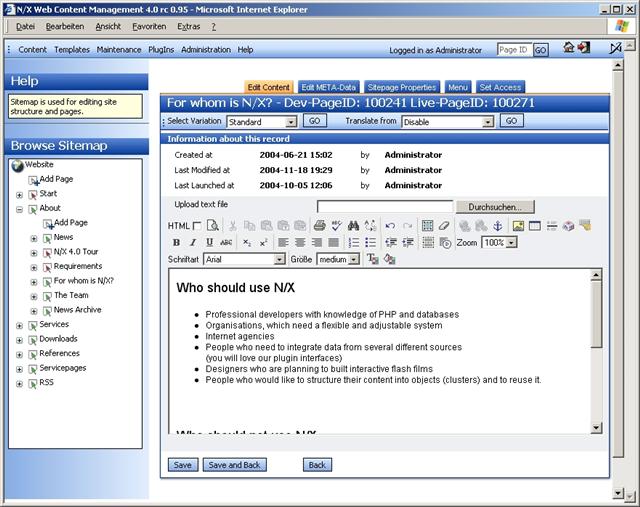 N/X Web Content Management 4.0 rc 0.95 - Microsoft Internet Explorer
Datei Bearbeiten Ansicht Favoriten Extras ?
Content Templates Maintenance PlugIns Administration Help Logged in as Administrator Page ID GO
Help
Sitemap is used for editing site
structure and pages.
Browse Sitemap
Website
Add Page
Start
About
Add Page
News
N/X 4.0 Tour
Requirements
For whom is N/X?
The Team
News Archive
Services
Downloads
References
Servicepages
RSS
Edit Content Edit META-Data Sitepage Properties Menu Set Access
For whom is N/X? - Dev-PageID: 100241 Live-PageID: 100271
Select Variation Standard GO Translate from Disable GO
Information about this record
Created at 2004-06-21 15:02 by Administrator
Last Modified at 2004-11-18 19:29 by Administrator
Last Launched at 2004-10-05 12:06 by Administrator
Upload text file Durchsuchen...
HTML
B I U ABC x₂ x² Zoom 100%
Schriftart Arial Größe medium
Who should use N/X
Professional developers with knowledge of PHP and databases
Organisations, which need a flexible and adjustable system
Internet agencies
People who need to integrate data from several different sources
(you will love our plugin interfaces)
Designers who are planning to built interactive flash films
People who would like to structure their content into objects (clusters) and to reuse it.
Who should not use N/X
Save Save and Back Back